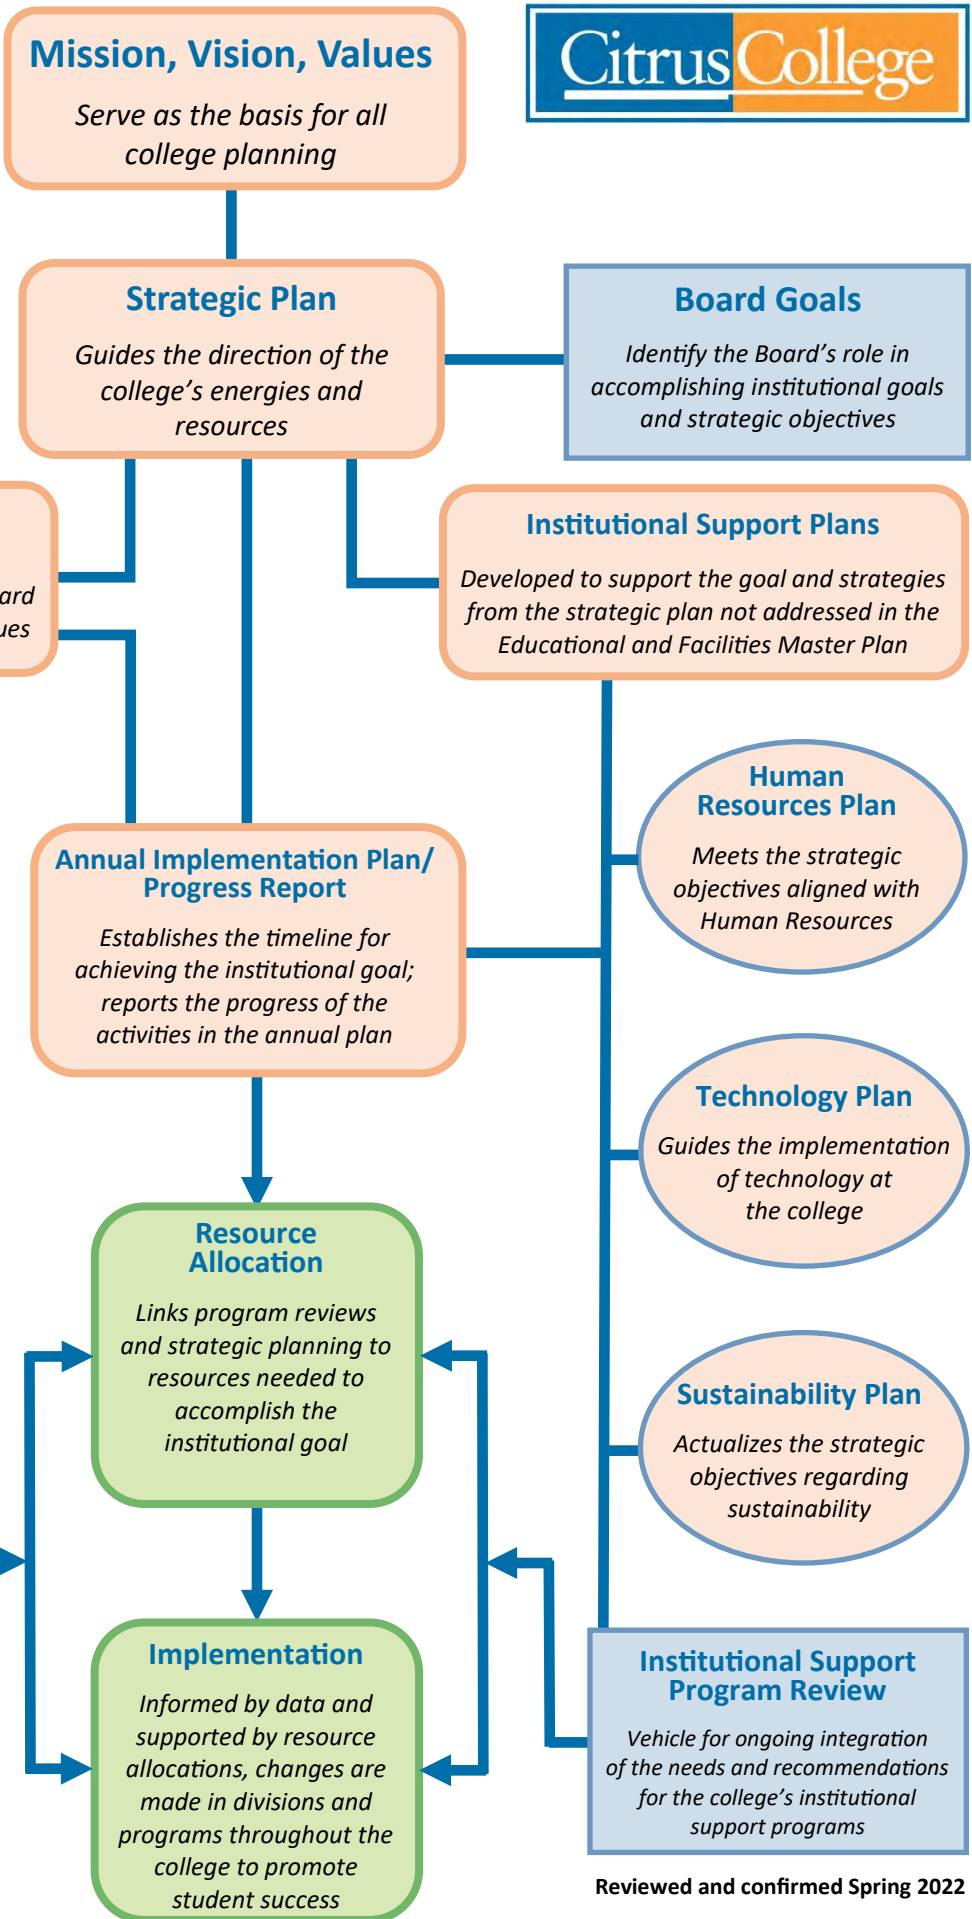 Mission, Vision, Values
Serve as the basis for all
college planning
Citrus College
Strategic Plan
Guides the direction of the
college's energies and
resources
Board Goals
Identify the Board's role in
accomplishing institutional goals
and strategic objectives
Institutional Support Plans
Developed to support the goal and strategies
from the strategic plan not addressed in the
Educational and Facilities Master Plan
Human
Resources Plan
Meets the strategic
objectives aligned with
Human Resources
Annual Implementation Plan/
Progress Report
Establishes the timeline for
achieving the institutional goal;
reports the progress of the
activities in the annual plan
Technology Plan
Guides the implementation
of technology at
the college
Resource
Allocation
Links program reviews
and strategic planning to
resources needed to
accomplish the
institutional goal
Sustainability Plan
Actualizes the strategic
objectives regarding
sustainability
Implementation
Informed by data and
supported by resource
allocations, changes are
made in divisions and
programs throughout the
college to promote
student success
Institutional Support
Program Review
Vehicle for ongoing integration
of the needs and recommendations
for the college's institutional
support programs
Reviewed and confirmed Spring 2022